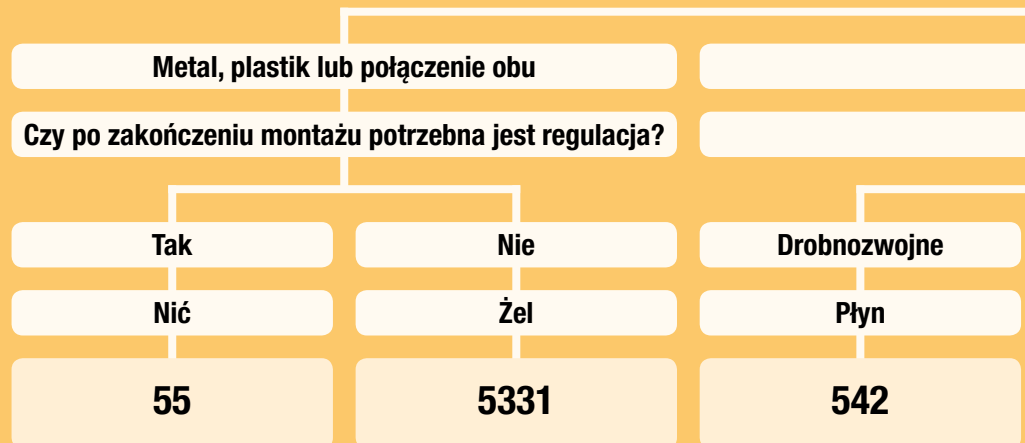 Metal, plastik lub połączenie obu
Czy po zakończeniu montażu potrzebna jest regulacja?
Tak
Nie
Drobnozwojne
Nić
Żel
Płyn
55
5331
542